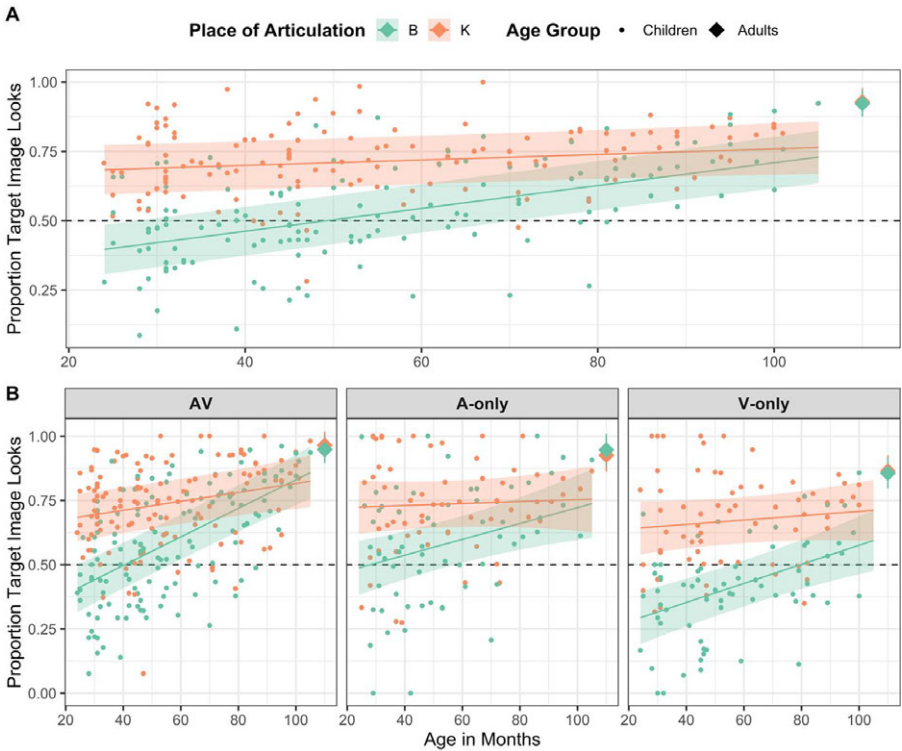 A
Place of Articulation B K Age Group Children Adults
Proportion Target Image Looks
1.00
0.75
0.50
0.25
20 40 60 80 100
B
AV A-only V-only
Proportion Target Image Looks
1.00
0.75
0.50
0.25
0.00
20 40 60 80 100 20 40 60 80 100 20 40 60 80 100
Age in Months